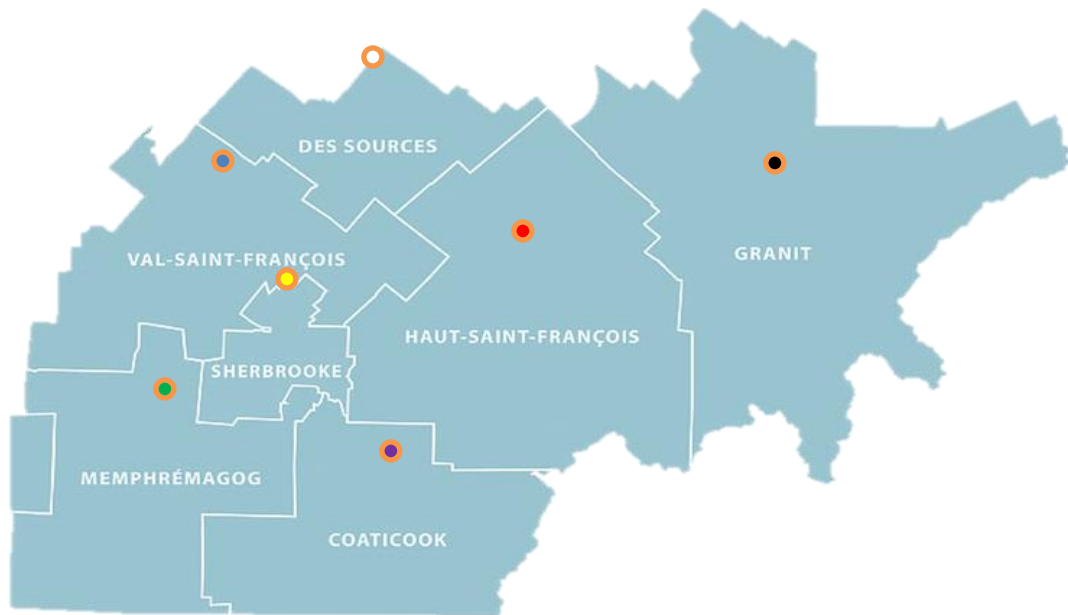 DES SOURCES
GRANIT
VAL-SAINT-FRANÇOIS
HAUT-SAINT-FRANÇOIS
SHERBROOKE
MEMPHRÉMAGOG
COATICOOK